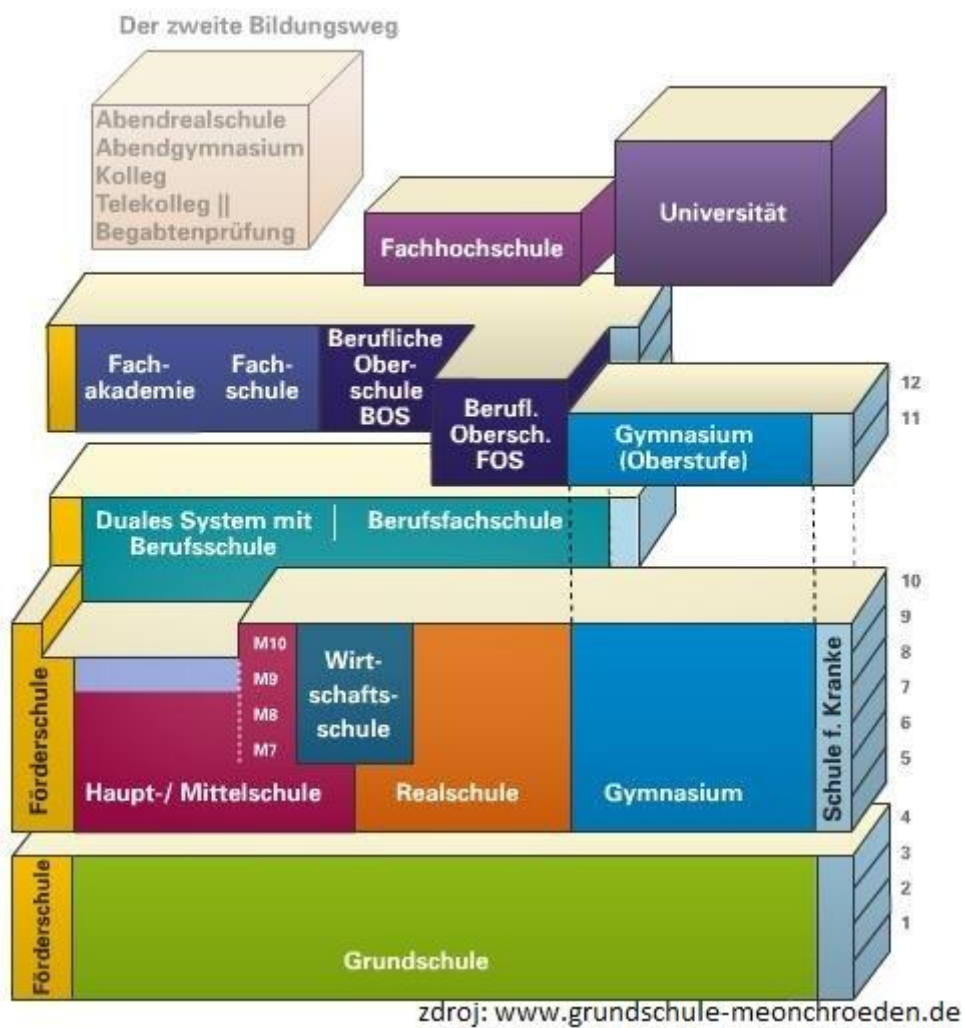 Der zweite Bildungsweg
Abendrealschule
Abendgymnasium
Kolleg
Telekolleg ||
Begabtenprüfung
Universität
Fachhochschule
Fach-
akademie
Fach-
schule
Berufliche
Ober-
schule
BOS
Berufl.
Obersch.
FOS
Gymnasium
(Oberstufe)
12
11
Duales System mit
Berufsschule
Berufsfachschule
10
9
8
7
6
5
Förderschule
M10
M9
M8
M7
Wirt-
schafts-
schule
Haupt-/ Mittelschule
Realschule
Gymnasium
Schule f. Kranke
4
3
2
1
Förderschule
Grundschule
zdroj: www.grundschule-meonchroeden.de